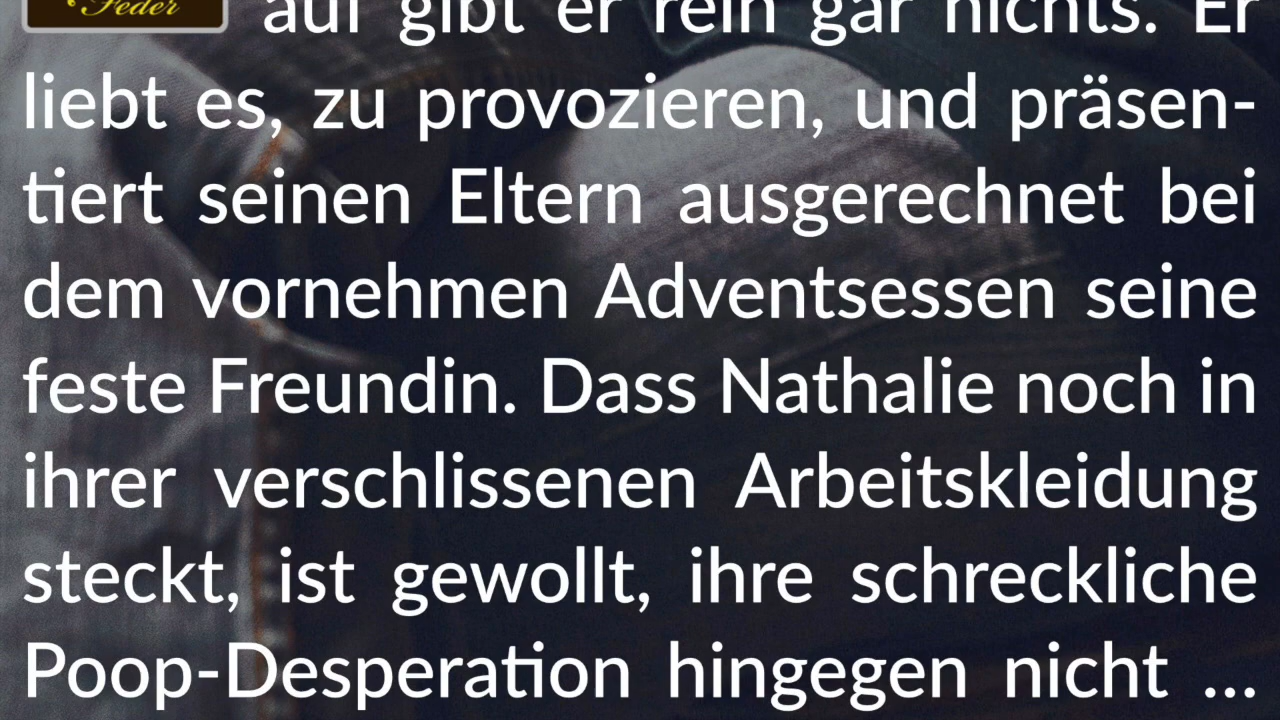 Feder
auf gibt er rein gar nichts. Er
liebt es, zu provozieren, und präsen-
tiert seinen Eltern ausgerechnet bei
dem vornehmen Adventsessen seine
feste Freundin. Dass Nathalie noch in
ihrer verschlissenen Arbeitskleidung
steckt, ist gewollt, ihre schreckliche
Poop-Desperation hingegen nicht ...